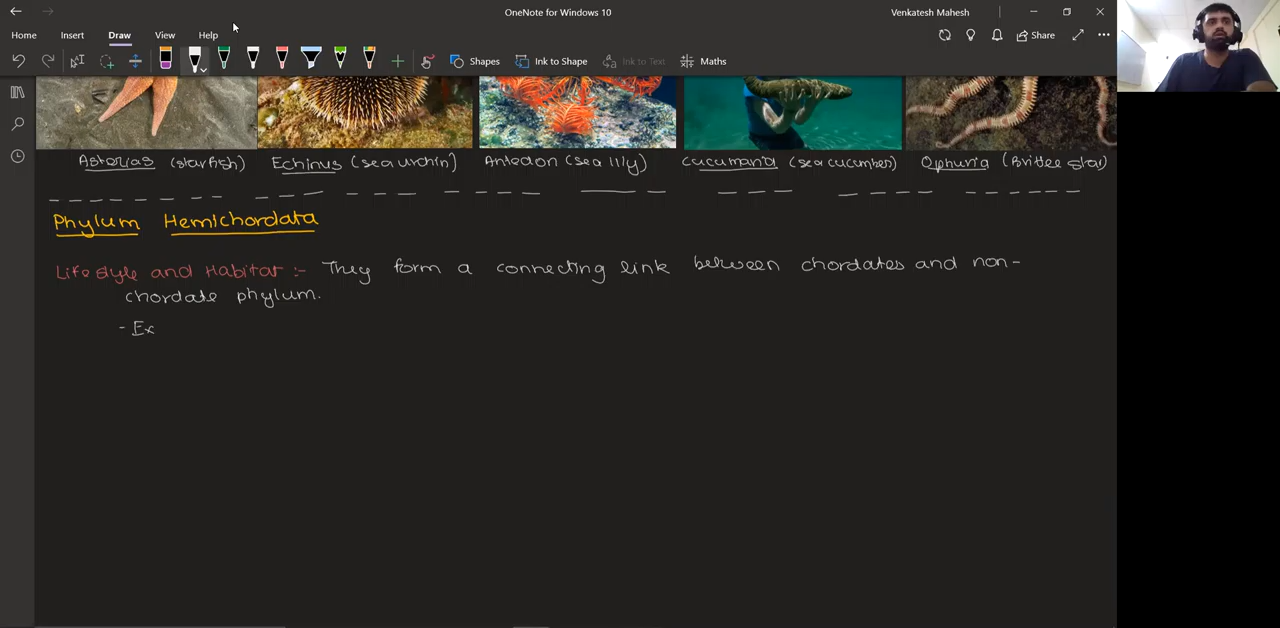 OneNote for Windows 10
Venkatesh Mahesh
Home Insert Draw View Help
Share
Shapes Ink to Shape Ink to Text Maths
Asterias (starfish) Echinus (sea urchin) Antedon (sea lily) Cucumaria (sea cucumber) Ophiura (Brittle star)
Phylum Hemichordata
Life style and Habitat :- They form a connecting link between chordates and non-
chordate phylum.
- Ex